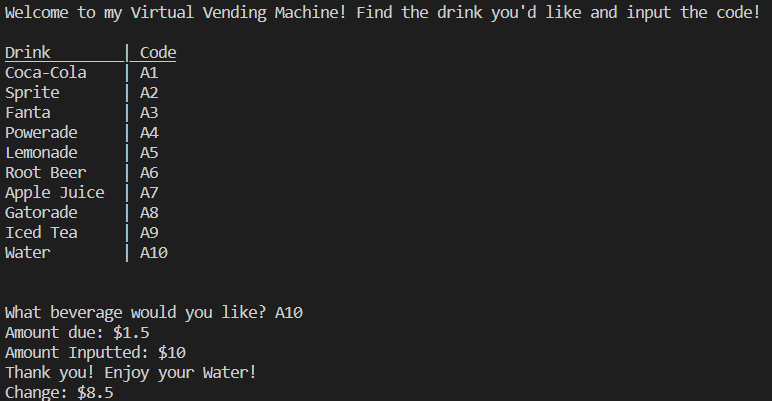 Welcome to my Virtual Vending Machine! Find the drink you'd like and input the code!
Drink | Code
Coca-Cola | A1
Sprite | A2
Fanta | A3
Powerade | A4
Lemonade | A5
Root Beer | A6
Apple Juice | A7
Gatorade | A8
Iced Tea | A9
Water | A10
What beverage would you like? A10
Amount due: $1.5
Amount Inputted: $10
Thank you! Enjoy your Water!
Change: $8.5